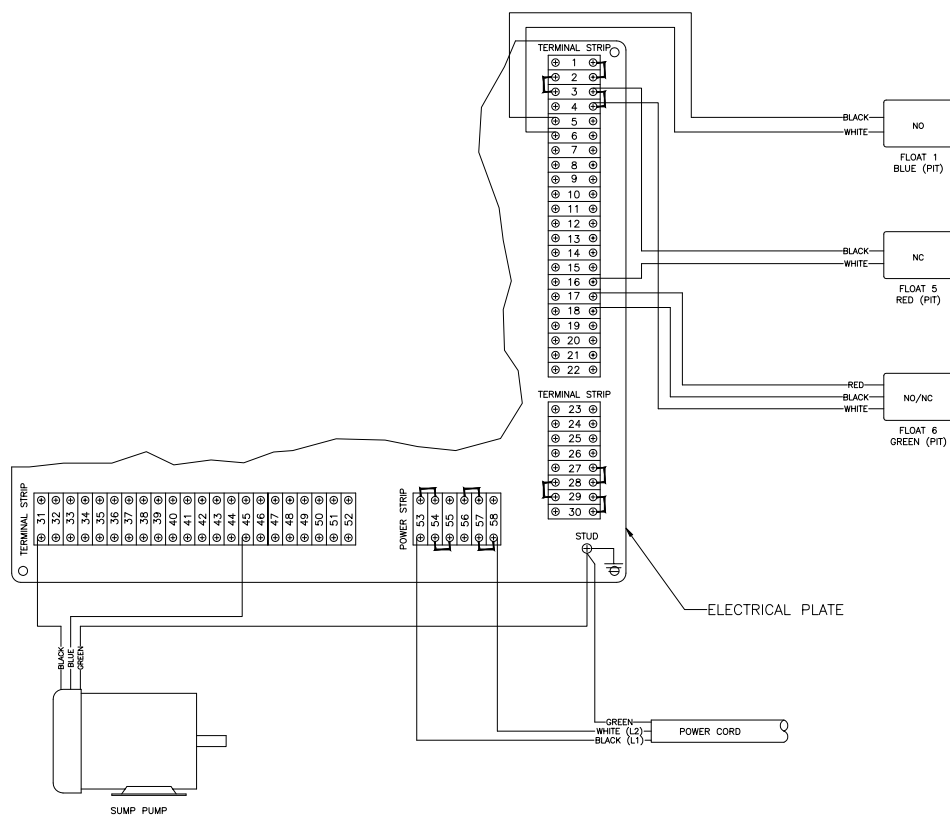 TERMINAL STRIP
1
2
3
4
5
6
7
8
9
10
11
12
13
14
15
16
17
18
19
20
21
22
TERMINAL STRIP
23
24
25
26
27
28
29
30
STUD
BLACK
WHITE
NO
FLOAT 1
BLUE (PIT)
BLACK
WHITE
NC
FLOAT 5
RED (PIT)
RED
BLACK
WHITE
NO/NC
FLOAT 6
GREEN (PIT)
TERMINAL STRIP
31 32 33 34 35 36 37 38 39 40 41 42 43 44 45 46 47 48 49 50 51 52
POWER STRIP
53 54 55 56 57 58
ELECTRICAL PLATE
BLACK
BLUE
GREEN
GREEN
WHITE (L2)
BLACK (L1)
POWER CORD
SUMP PUMP